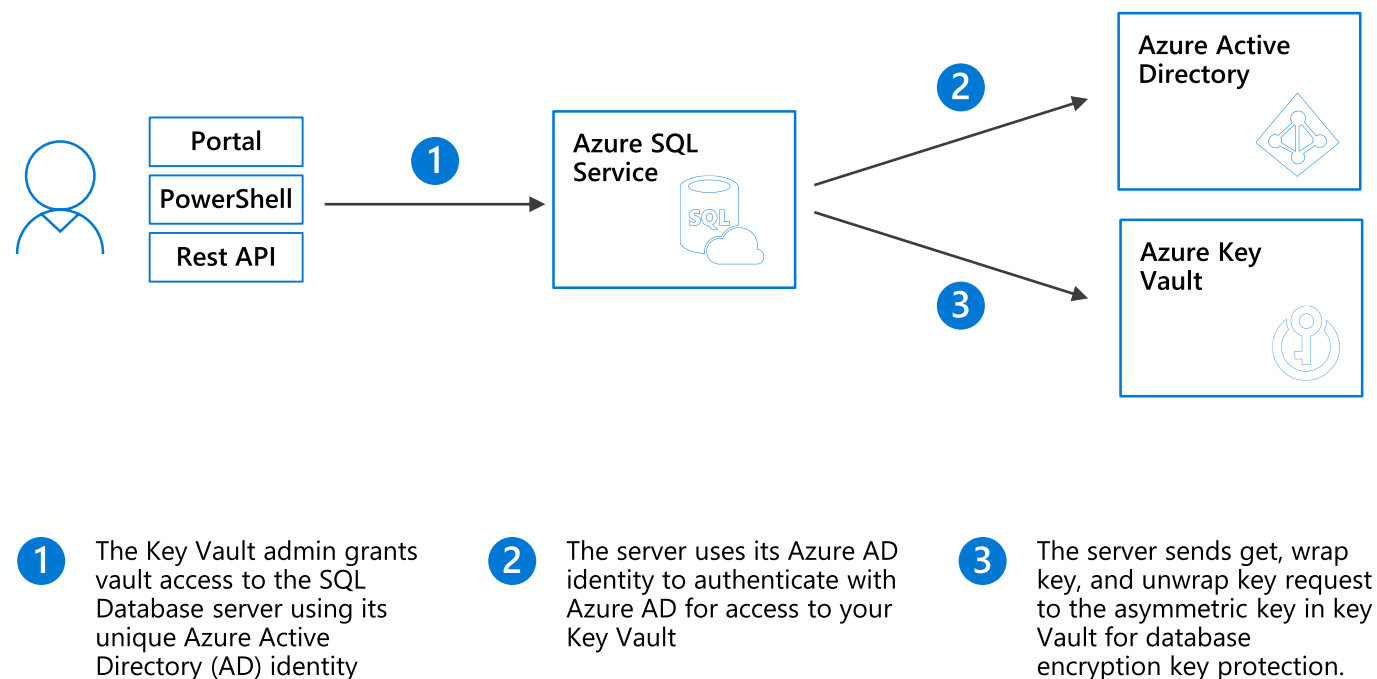 Portal
PowerShell
Rest API
1
Azure SQL
Service
SQL
2
3
Azure Active
Directory
Azure Key
Vault
1
The Key Vault admin grants
vault access to the SQL
Database server using its
unique Azure Active
Directory (AD) identity
2
The server uses its Azure AD
identity to authenticate with
Azure AD for access to your
Key Vault
3
The server sends get, wrap
key, and unwrap key request
to the asymmetric key in key
Vault for database
encryption key protection.